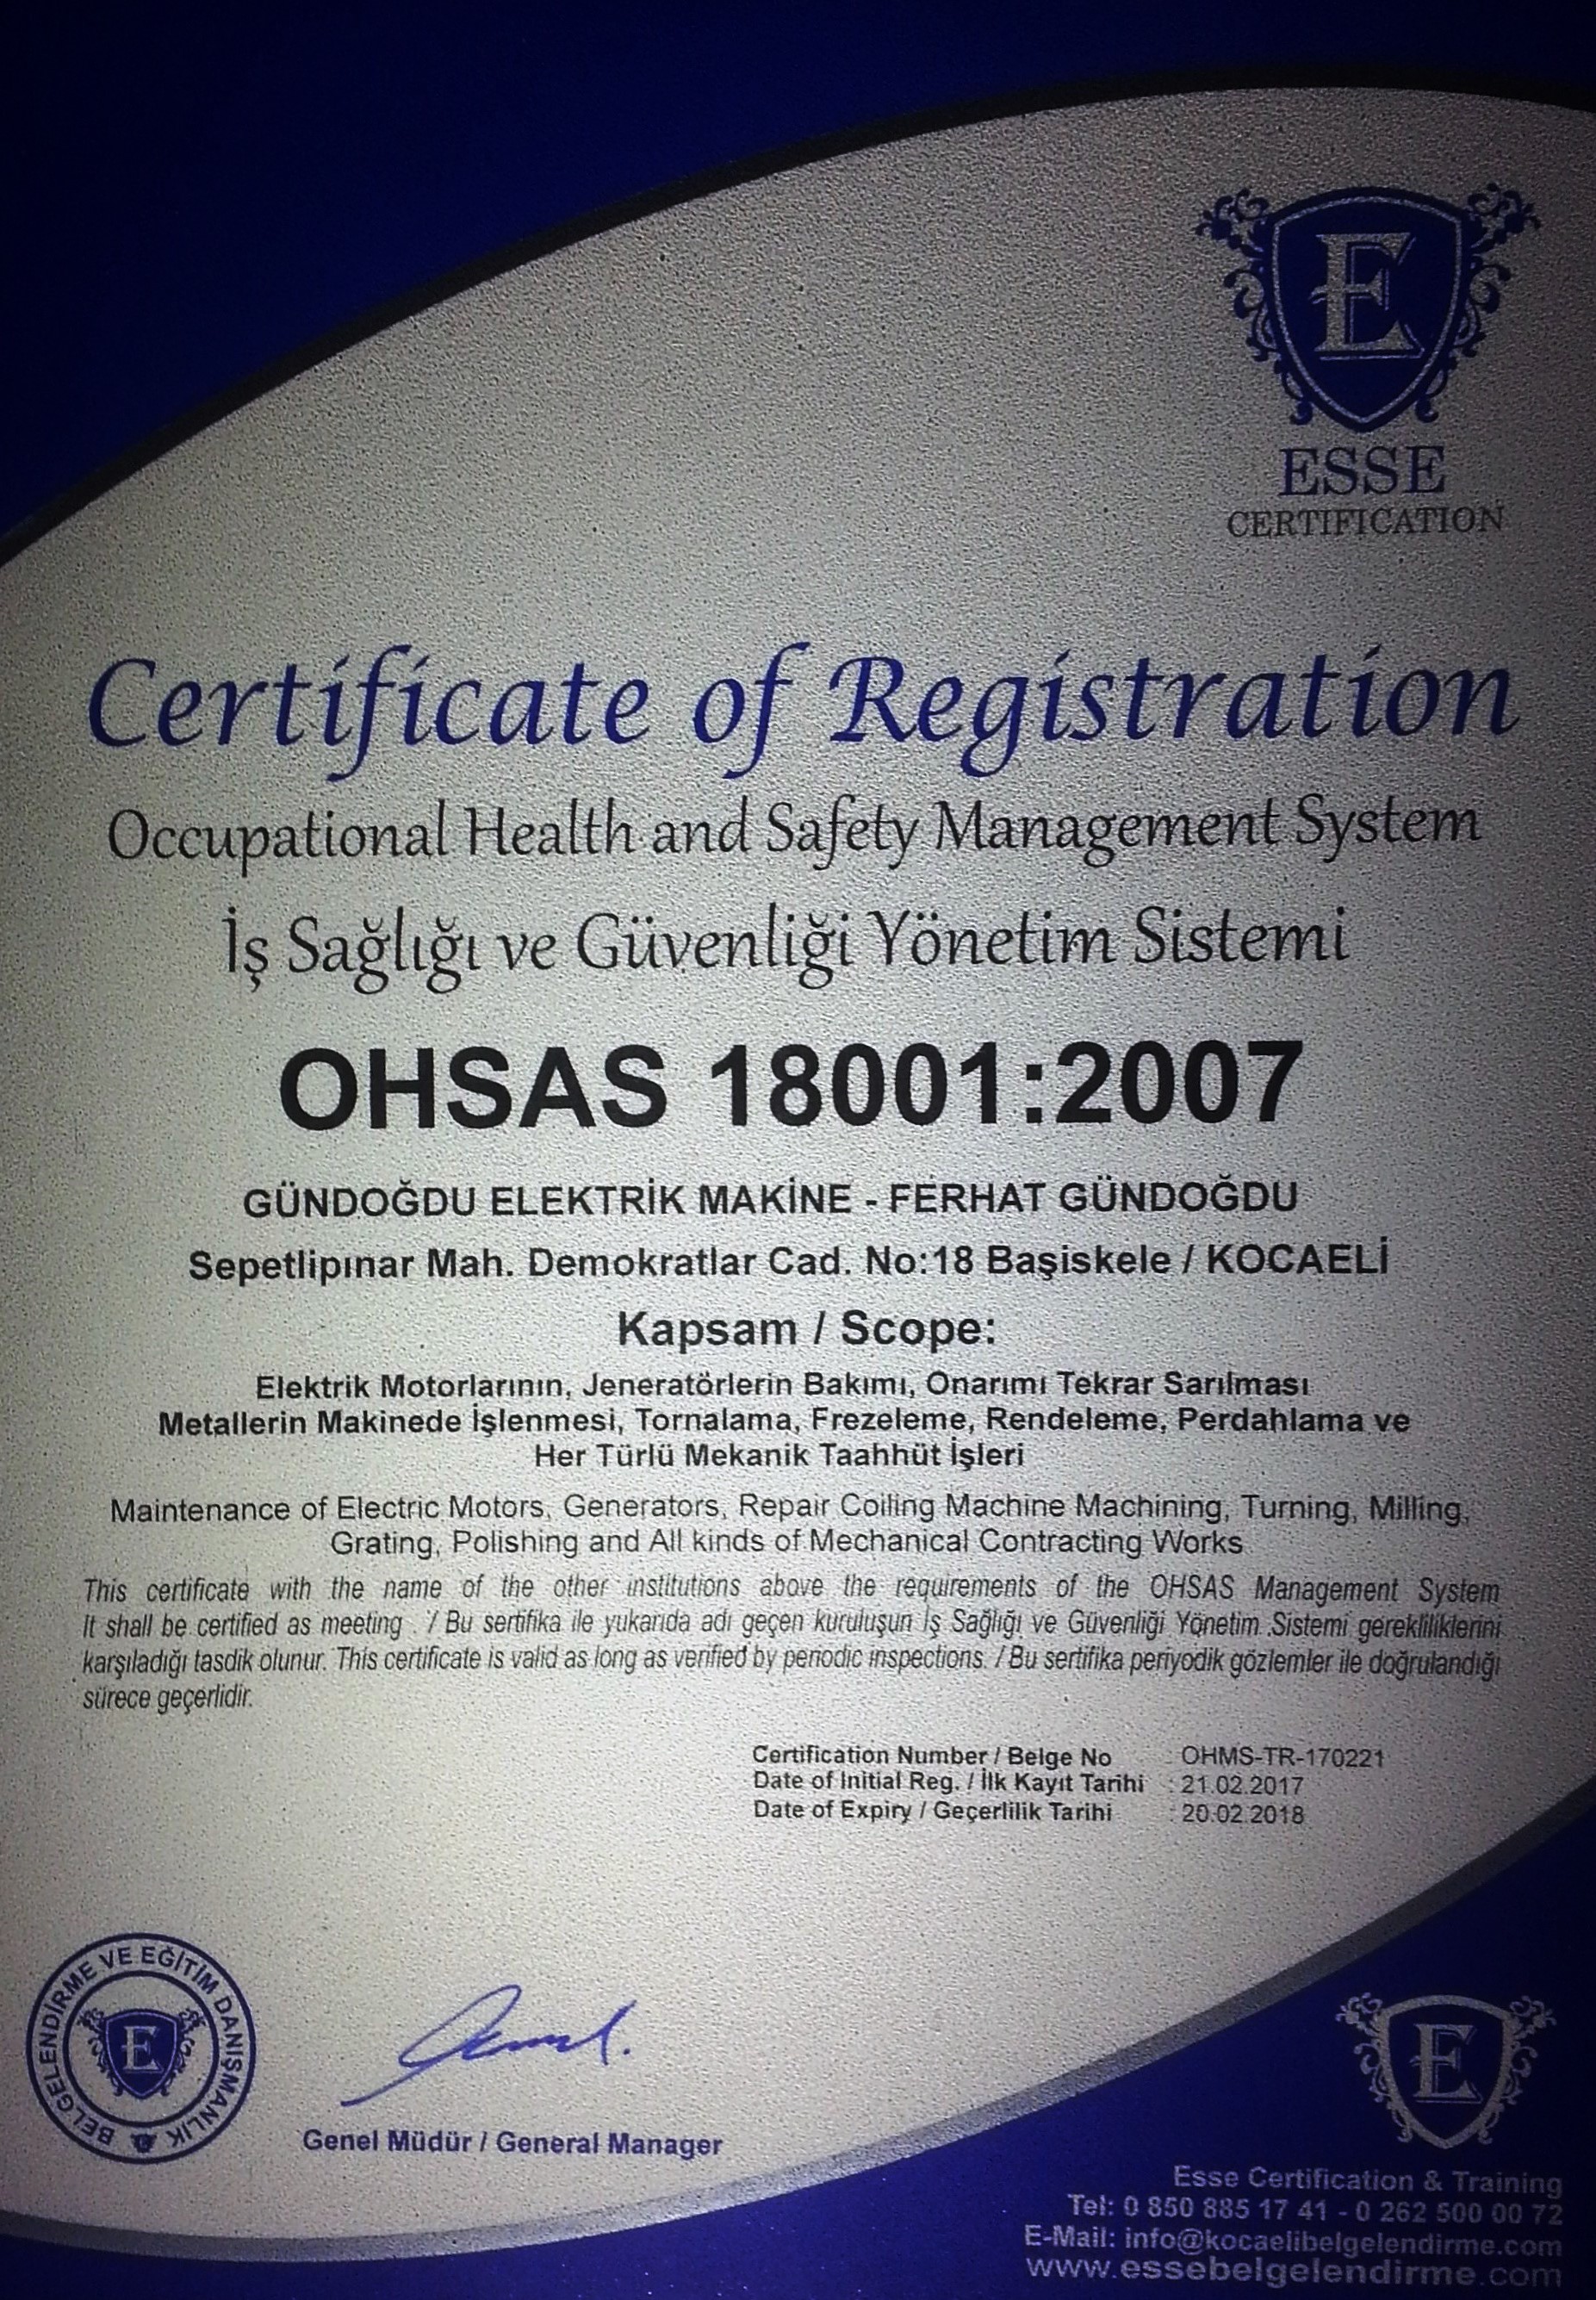 E
ESSE
CERTIFICATION
Certificate of Registration
Occupational Health and Safety Management System
İş Sağlığı ve Güvenliği Yönetim Sistemi
OHSAS 18001:2007
GÜNDOĞDU ELEKTRİK MAKİNE - FERHAT GÜNDOĞDU
Sepetlipınar Mah. Demokratlar Cad. No:18 Başiskele / KOCAELİ
Kapsam / Scope:
Elektrik Motorlarının, Jeneratörlerin Bakımı, Onarımı Tekrar Sarılması
Metallerin Makinede İşlenmesi, Tornalama, Frezeleme, Rendeleme, Perdahlama ve
Her Türlü Mekanik Taahhüt İşleri
Maintenance of Electric Motors, Generators, Repair Coiling Machine Machining, Turning, Milling,
Grating, Polishing and All kinds of Mechanical Contracting Works
This certificate with the name of the other institutions above the requirements of the OHSAS Management System
It shall be certified as meeting . / Bu sertifika ile yukarıda adı geçen kuruluşun İş Sağlığı ve Güvenliği Yönetim Sistemi gerekliliklerini
karşıladığı tasdik olunur. This certificate is valid as long as verified by periodic inspections. / Bu sertifika periyodik gözlemler ile doğrulandığı
sürece geçerlidir.
Certification Number / Belge No : OHMS-TR-170221
Date of Initial Reg. / İlk Kayıt Tarihi : 21.02.2017
Date of Expiry / Geçerlilik Tarihi : 20.02.2018
BELGELENDİRME VE EĞİTİM DANIŞMANLIK
E
Genel Müdür / General Manager
E
Esse Certification & Training
Tel: 0 850 885 17 41 - 0 262 500 00 72
E-Mail: info@kocaelibelgelendirme.com
www.essebelgelendirme.com